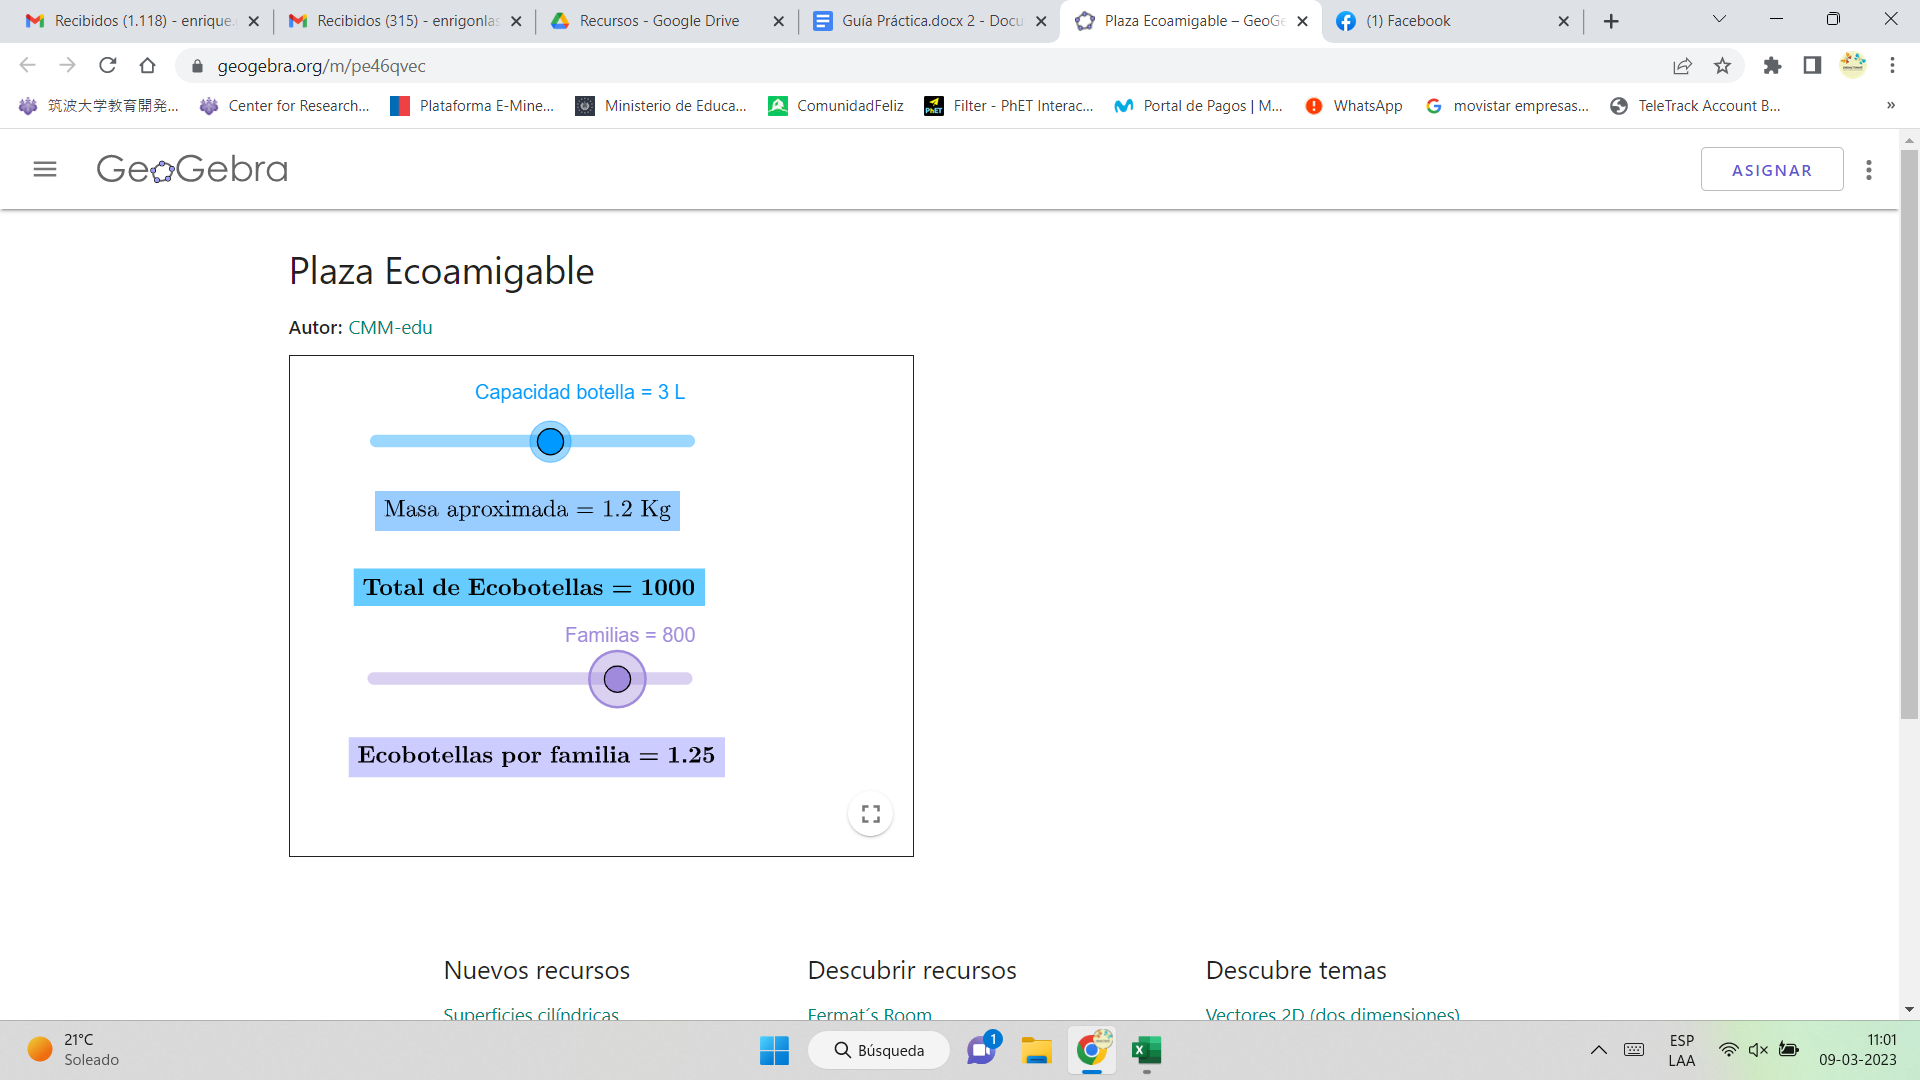 Recibidos (1.118) - enrique.
Recibidos (315) - enrigonlas
Recursos - Google Drive
Guía Práctica.docx 2 - Docu
Plaza Ecoamigable – GeoGe
(1) Facebook
geogebra.org/m/pe46qvec
筑波大学教育開発...
Center for Research...
Plataforma E-Mine...
Ministerio de Educa...
ComunidadFeliz
Filter - PhET Interac...
Portal de Pagos | M...
WhatsApp
movistar empresas...
TeleTrack Account B...
»
GeoGebra
ASIGNAR
Plaza Ecoamigable
Autor: CMM-edu
Capacidad botella = 3 L
Masa aproximada = 1.2 Kg
Total de Ecobotellas = 1000
Familias = 800
Ecobotellas por familia = 1.25
Nuevos recursos
Descubrir recursos
Descubre temas
Superficies cilíndricas
Fermat´s Room
Vectores 2D (dos dimensiones)
21°C
Soleado
Búsqueda
1
ESP
LAA
11:01
09-03-2023